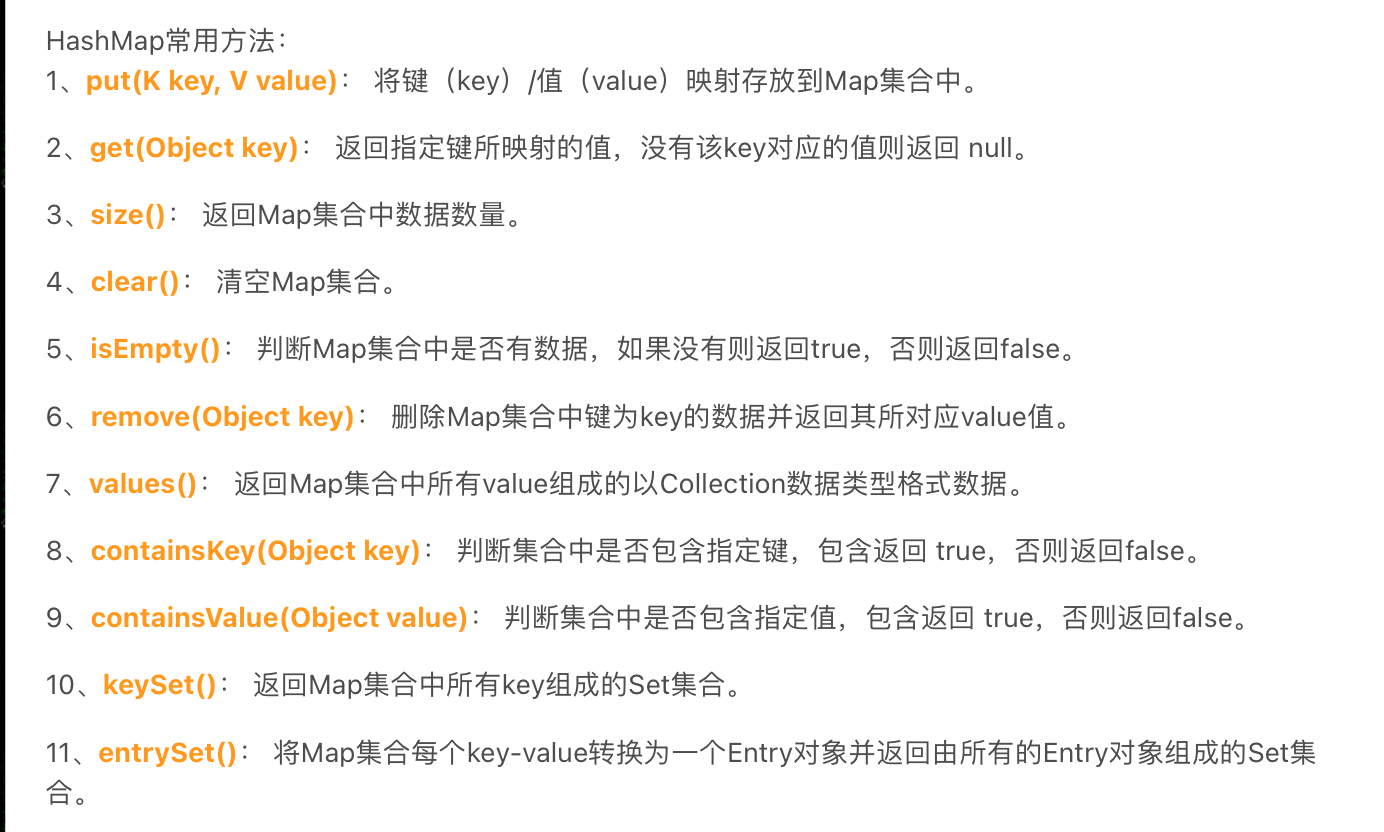 HashMap常用方法：
1、put(K key, V value)： 将键（key）/值（value）映射存放到Map集合中。
2、get(Object key)： 返回指定键所映射的值，没有该key对应的值则返回 null。
3、size()： 返回Map集合中数据数量。
4、clear()： 清空Map集合。
5、isEmpty()： 判断Map集合中是否有数据，如果没有则返回true，否则返回false。
6、remove(Object key)： 删除Map集合中键为key的数据并返回其所对应value值。
7、values()： 返回Map集合中所有value组成的以Collection数据类型格式数据。
8、containsKey(Object key)： 判断集合中是否包含指定键，包含返回 true，否则返回false。
9、containsValue(Object value)： 判断集合中是否包含指定值，包含返回 true，否则返回false。
10、keySet()： 返回Map集合中所有key组成的Set集合。
11、entrySet()： 将Map集合每个key-value转换为一个Entry对象并返回由所有的Entry对象组成的Set集
合。